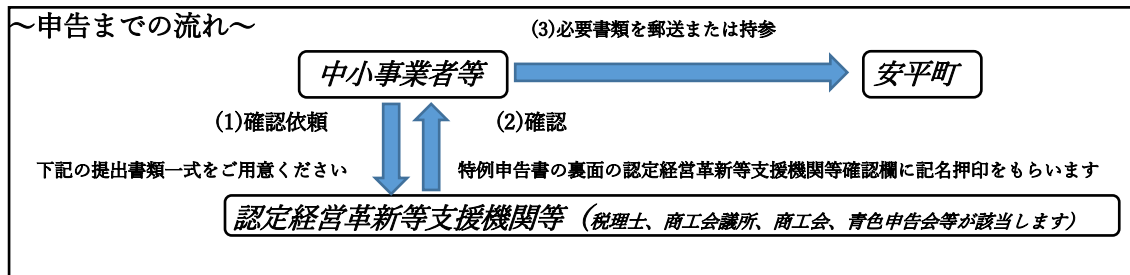 ～申告までの流れ～
(3)必要書類を郵送または持参
中小事業者等
安平町
(1)確認依頼
(2)確認
下記の提出書類一式をご用意ください
特例申告書の裏面の認定経営革新等支援機関等確認欄に記名押印をもらいます
認定経営革新等支援機関等（税理士、商工会議所、商工会、青色申告会等が該当します）